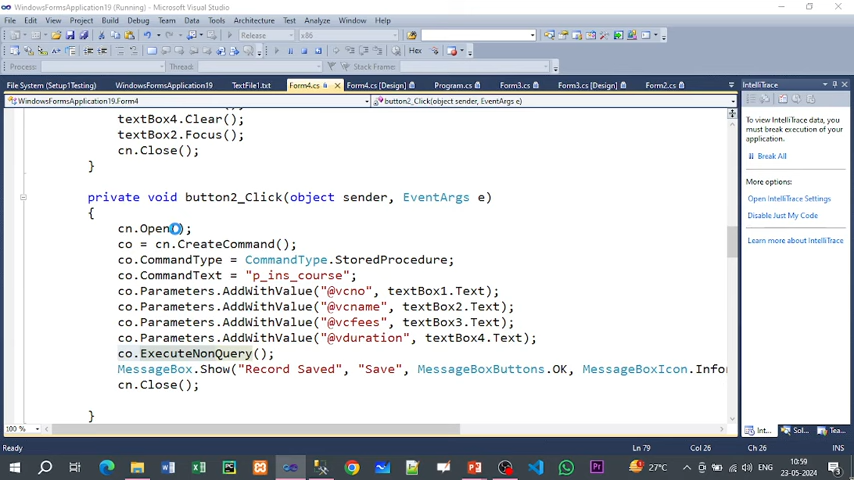 WindowsFormsApplication19 (Running) - Microsoft Visual Studio
File Edit View Project Build Debug Team Data Tools Architecture Test Analyze Window Help
Release
Hex
Process: Thread: Stack Frame:
File System (Setup1Testing) WindowsFormsApplication19 TextFile1.txt Form4.cs Form4.cs [Design] Program.cs Form3.cs Form3.cs [Design] Form2.cs
WindowsFormsApplication19.Form4 button2_Click(object sender, EventArgs e)
textBox4.Clear();
textBox2.Focus();
cn.Close();
}
private void button2_Click(object sender, EventArgs e)
{
cn.Open();
co = cn.CreateCommand();
co.CommandType = CommandType.StoredProcedure;
co.CommandText = "p_ins_course";
co.Parameters.AddWithValue("@vcno", textBox1.Text);
co.Parameters.AddWithValue("@vcname", textBox2.Text);
co.Parameters.AddWithValue("@vcfees", textBox3.Text);
co.Parameters.AddWithValue("@vduration", textBox4.Text);
co.ExecuteNonQuery();
MessageBox.Show("Record Saved", "Save", MessageBoxButtons.OK, MessageBoxIcon.Infor
cn.Close();
}
100 %
IntelliTrace
To view IntelliTrace data, you must break execution of your application.
Break All
More options:
Open IntelliTrace Settings
Disable Just My Code
Learn more about IntelliTrace
Int... Sol... Tea...
Ready Ln 79 Col 26 Ch 26 INS
27°C ENG 10:59
23-05-2024